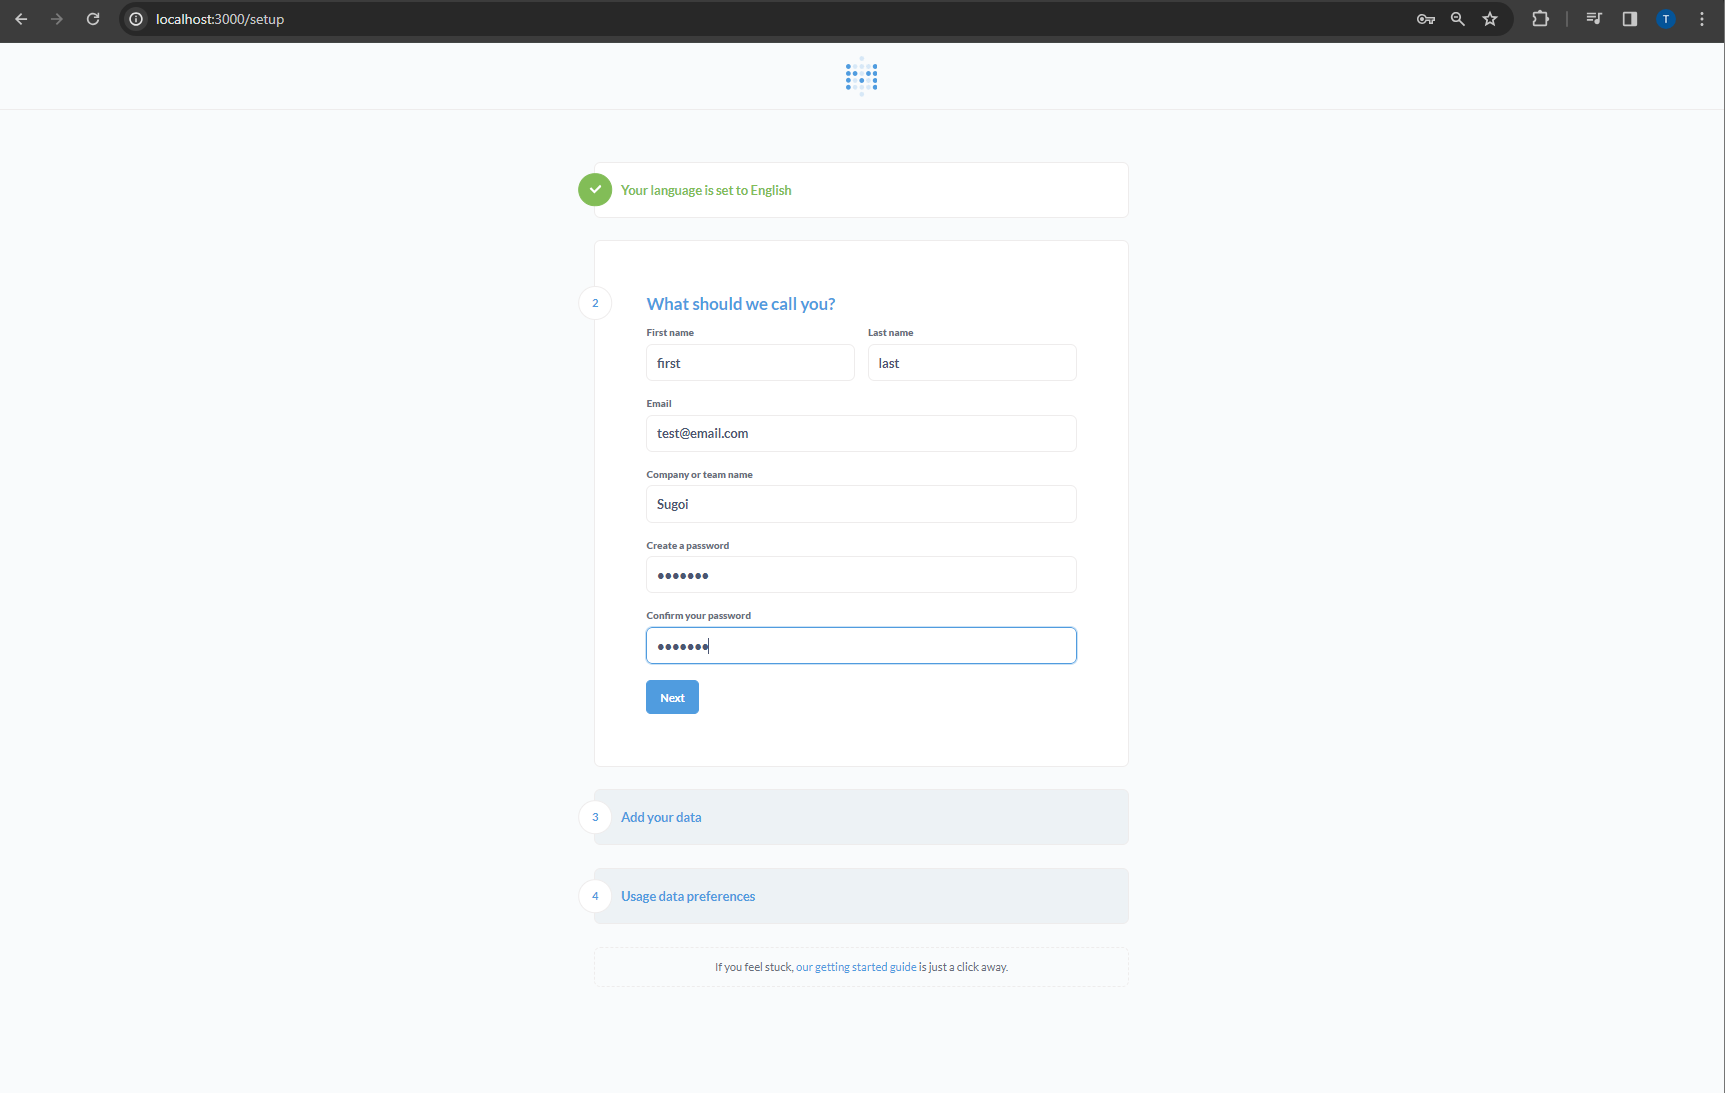 localhost:3000/setup
T
Your language is set to English
2
What should we call you?
First name
Last name
first
last
Email
test@email.com
Company or team name
Sugoi
Create a password
•••••••
Confirm your password
•••••••
Next
3
Add your data
4
Usage data preferences
If you feel stuck, our getting started guide is just a click away.